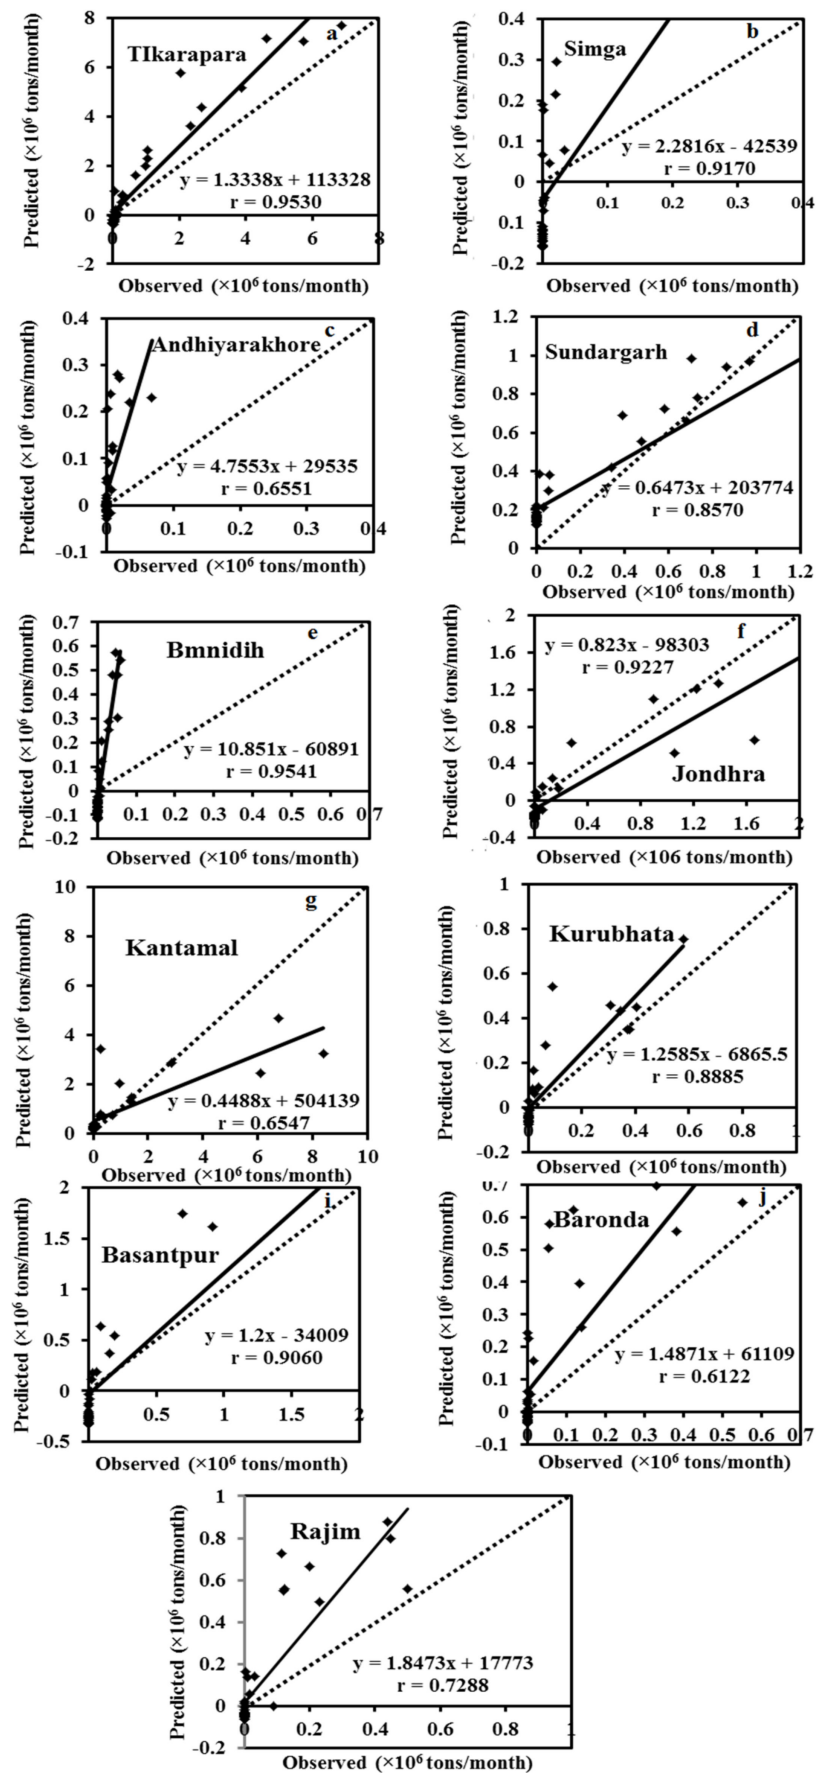 8
6
4
2
0
-2
a
TIkarapara
y = 1.3338x + 113328
r = 0.9530
0 2 4 6 8
Predicted (×10⁶ tons/month)
Observed (×10⁶ tons/month)
0.4
0.3
0.2
0.1
0
0.1
-0.2
b
Simga
y = 2.2816x - 42539
r = 0.9170
0.1 0.2 0.3 0.4
Predicted (×10⁶ tons/month)
Observed (×10⁶ tons/month)
0.4
0.3
0.2
0.1
0
-0.1
c
Andhiyarakhore
y = 4.7553x + 29535
r = 0.6551
0 0.1 0.2 0.3 0.4
Predicted (×10⁶ tons/month)
Observed (×10⁶ tons/month)
1.2
1
0.8
0.6
0.4
0.2
0
d
Sundargarh
y = 0.6473x + 203774
r = 0.8570
0 0.2 0.4 0.6 0.8 1 1.2
Predicted (×10⁶ tons/month)
Observed (×10⁶ tons/month)
0.7
0.6
0.5
0.4
0.3
0.2
0.1
0
-0.1
-0.2
e
Bmnidih
y = 10.851x - 60891
r = 0.9541
0 0.1 0.2 0.3 0.4 0.5 0.6 0.7
Predicted (×10⁶ tons/month)
Observed (×10⁶ tons/month)
2
1.6
1.2
0.8
0.4
0
-0.4
f
y = 0.823x - 98303
r = 0.9227
Jondhra
0 0.4 0.8 1.2 1.6 2
Predicted (×10⁶ tons/month)
Observed (×106 tons/month)
10
8
6
4
2
0
g
Kantamal
y = 0.4488x + 504139
r = 0.6547
0 2 4 6 8 10
Predicted (×10⁶ tons/month)
Observed (×10⁶ tons/month)
1
0.8
0.6
0.4
0.2
0
-0.2
Kurubhata
y = 1.2585x - 6865.5
r = 0.8885
0 0.2 0.4 0.6 0.8 1
Predicted (×10⁶ tons/month)
Observed (×10⁶ tons/month)
2
1.5
1
0.5
0
-0.5
i
Basantpur
y = 1.2x - 34009
r = 0.9060
0.5 1 1.5 2
Predicted (×10⁶ tons/month)
Observed (×10⁶ tons/month)
0.7
0.6
0.5
0.4
0.3
0.2
0.1
0
-0.1
j
Baronda
y = 1.4871x + 61109
r = 0.6122
0 0.1 0.2 0.3 0.4 0.5 0.6 0.7
Predicted (×10⁶ tons/month)
Observed (×10⁶ tons/month)
1
0.8
0.6
0.4
0.2
0
-0.2
Rajim
y = 1.8473x + 17773
r = 0.7288
0 0.2 0.4 0.6 0.8 1
Predicted (×10⁶ tons/month)
Observed (×10⁶ tons/month)